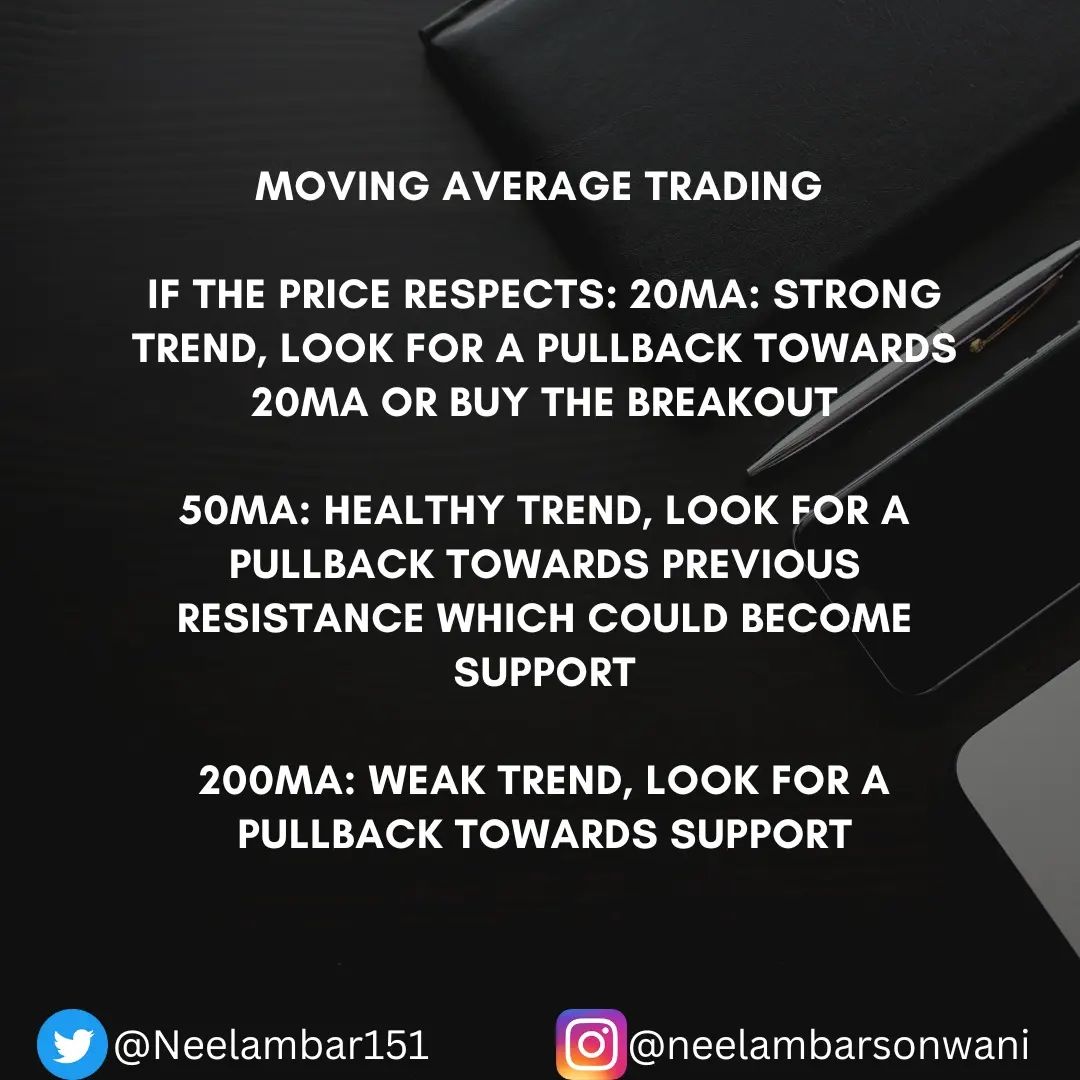 MOVING AVERAGE TRADING
IF THE PRICE RESPECTS: 20MA: STRONG
TREND, LOOK FOR A PULLBACK TOWARDS
20MA OR BUY THE BREAKOUT
50MA: HEALTHY TREND, LOOK FOR A
PULLBACK TOWARDS PREVIOUS
RESISTANCE WHICH COULD BECOME
SUPPORT
200MA: WEAK TREND, LOOK FOR A
PULLBACK TOWARDS SUPPORT
@Neelambar151 @neelambarsonwani